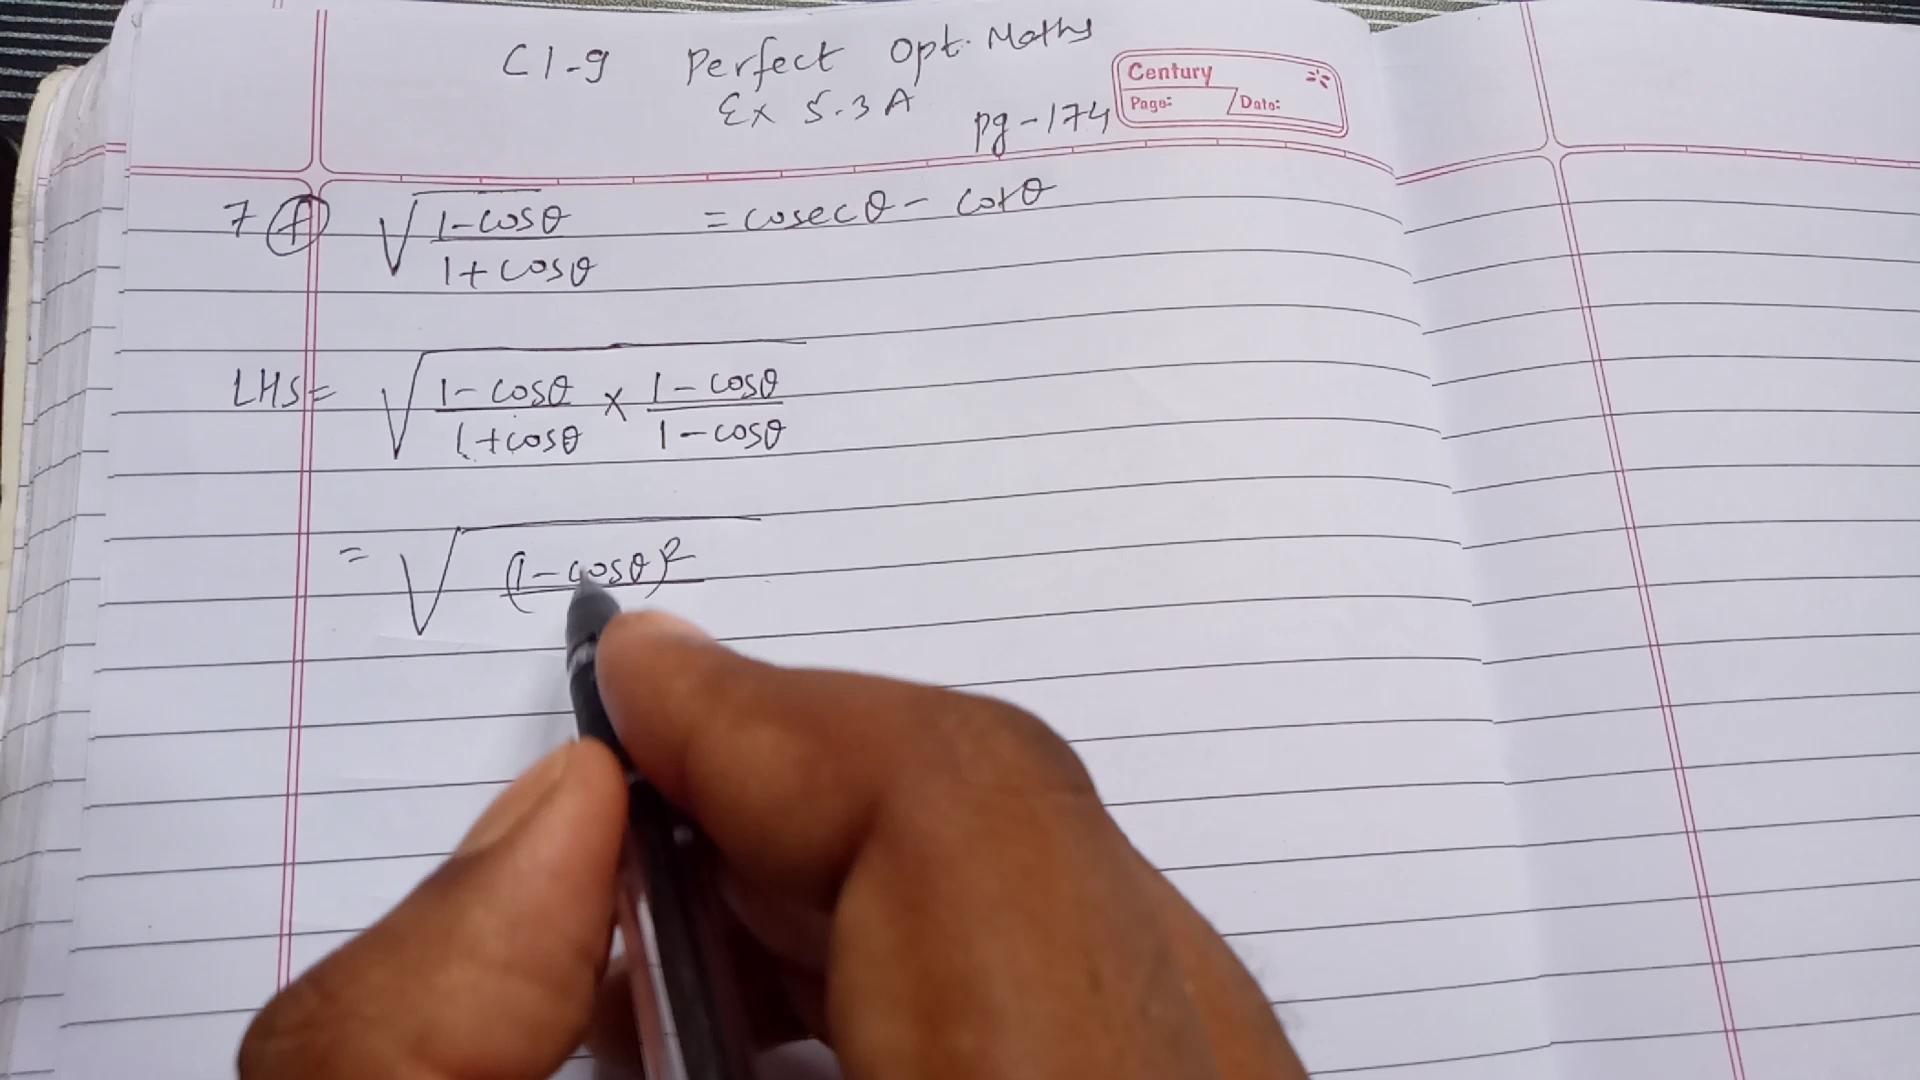 Cl-9 Perfect Opt. Maths
Ex 5.3 A
pg-174
Century
Page: Date:
7 (f) √(1-cosθ / 1+cosθ) = cosecθ - cotθ
LHS = √(1-cosθ / 1+cosθ × 1-cosθ / 1-cosθ)
= √((1-cosθ)²